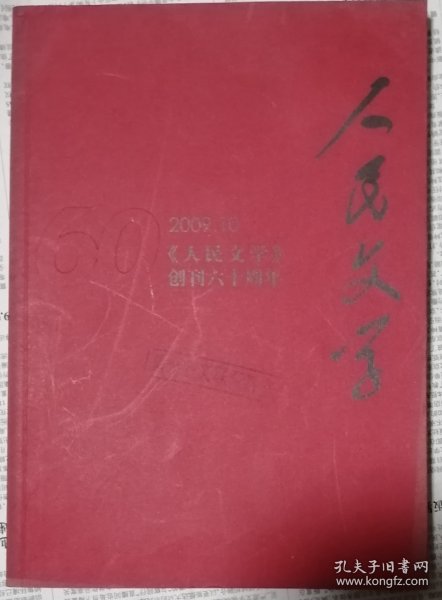 人民文学
60
2009.10
《人民文学》
创刊六十周年
孔夫子旧书网
www.kongfz.com